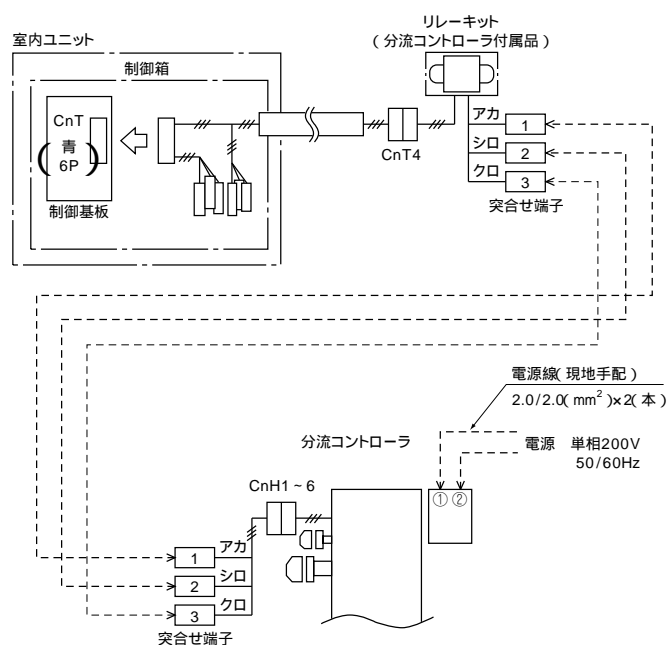 リレーキット
(分流コントローラ付属品)
室内ユニット
制御箱
CnT
(青
6P)
制御基板
CnT4
アカ
1
シロ
2
クロ
3
突合せ端子
電源線(現地手配)
2.0/2.0(mm²)×2(本)
分流コントローラ
電源 単相200V
50/60Hz
CnH1~6
① ②
アカ
1
シロ
2
クロ
3
突合せ端子